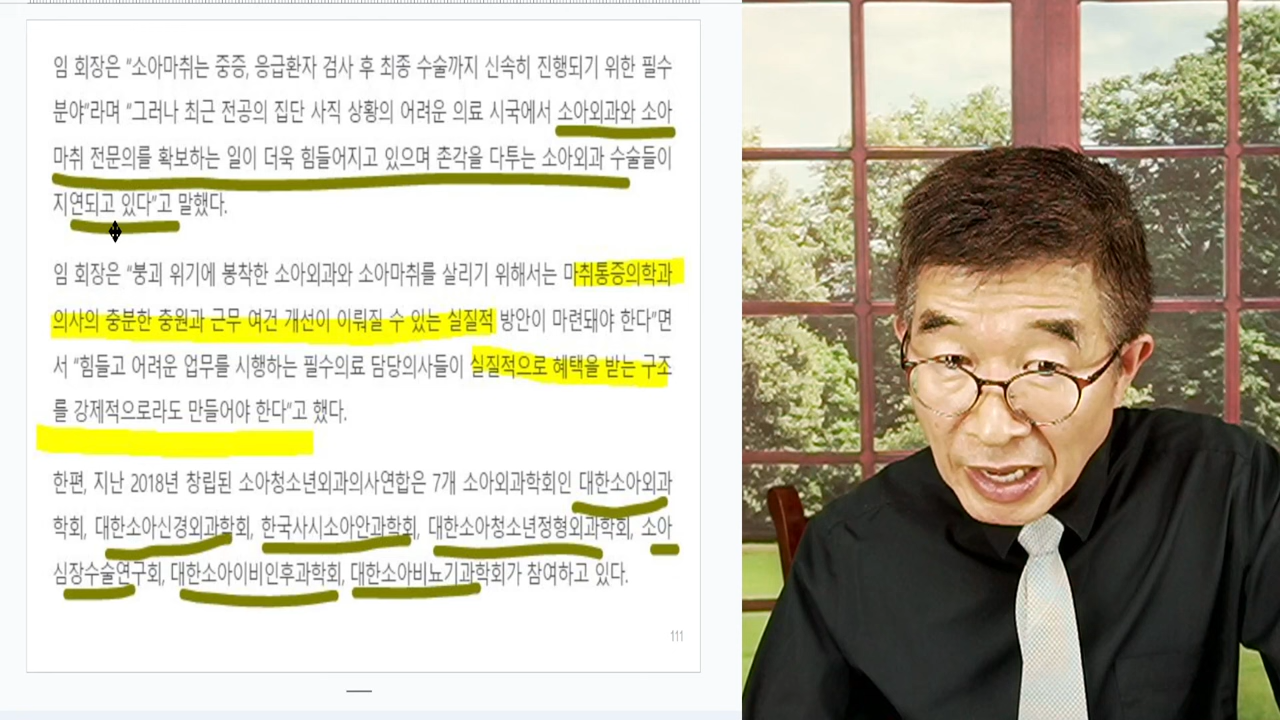 임 회장은 “소아마취는 중증, 응급환자 검사 후 최종 수술까지 신속히 진행되기 위한 필수
분야”라며 “그러나 최근 전공의 집단 사직 상황의 어려운 의료 시국에서 소아외과와 소아
마취 전문의를 확보하는 일이 더욱 힘들어지고 있으며 촌각을 다투는 소아외과 수술들이
지연되고 있다”고 말했다.
임 회장은 “붕괴 위기에 봉착한 소아외과와 소아마취를 살리기 위해서는 마취통증의학과
의사의 충분한 충원과 근무 여건 개선이 이뤄질 수 있는 실질적 방안이 마련돼야 한다”면
서 “힘들고 어려운 업무를 시행하는 필수의료 담당의사들이 실질적으로 혜택을 받는 구조
를 강제적으로라도 만들어야 한다”고 했다.
한편, 지난 2018년 창립된 소아청소년외과의사연합은 7개 소아외과학회인 대한소아외과
학회, 대한소아신경외과학회, 한국사시소아안과학회, 대한소아청소년정형외과학회, 소아
심장수술연구회, 대한소아이비인후과학회, 대한소아비뇨기과학회가 참여하고 있다.
111